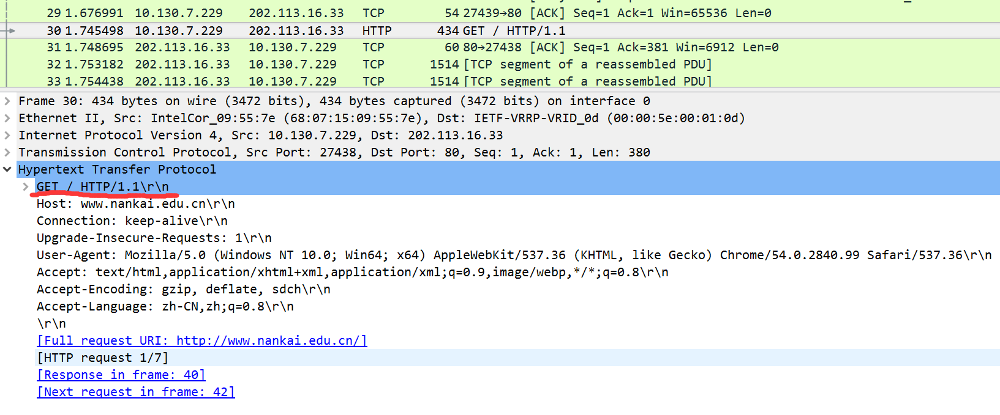 29 1.676991 10.130.7.229 202.113.16.33 TCP 54 27439→80 [ACK] Seq=1 Ack=1 Win=65536 Len=0
30 1.745498 10.130.7.229 202.113.16.33 HTTP 434 GET / HTTP/1.1
31 1.748695 202.113.16.33 10.130.7.229 TCP 60 80→27438 [ACK] Seq=1 Ack=381 Win=6912 Len=0
32 1.753182 202.113.16.33 10.130.7.229 TCP 1514 [TCP segment of a reassembled PDU]
33 1.754438 202.113.16.33 10.130.7.229 TCP 1514 [TCP segment of a reassembled PDU]
Frame 30: 434 bytes on wire (3472 bits), 434 bytes captured (3472 bits) on interface 0
Ethernet II, Src: IntelCor_09:55:7e (68:07:15:09:55:7e), Dst: IETF-VRRP-VRID_0d (00:00:5e:00:01:0d)
Internet Protocol Version 4, Src: 10.130.7.229, Dst: 202.113.16.33
Transmission Control Protocol, Src Port: 27438, Dst Port: 80, Seq: 1, Ack: 1, Len: 380
Hypertext Transfer Protocol
GET / HTTP/1.1\r\n
Host: www.nankai.edu.cn\r\n
Connection: keep-alive\r\n
Upgrade-Insecure-Requests: 1\r\n
User-Agent: Mozilla/5.0 (Windows NT 10.0; Win64; x64) AppleWebKit/537.36 (KHTML, like Gecko) Chrome/54.0.2840.99 Safari/537.36\r\n
Accept: text/html,application/xhtml+xml,application/xml;q=0.9,image/webp,*/*;q=0.8\r\n
Accept-Encoding: gzip, deflate, sdch\r\n
Accept-Language: zh-CN,zh;q=0.8\r\n
\r\n
[Full request URI: http://www.nankai.edu.cn/]
[HTTP request 1/7]
[Response in frame: 40]
[Next request in frame: 42]